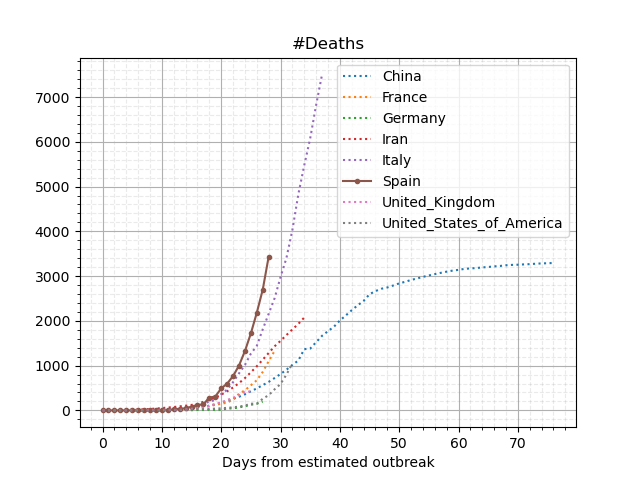 #Deaths
7000
6000
5000
4000
3000
2000
1000
0
China
France
Germany
Iran
Italy
Spain
United_Kingdom
United_States_of_America
0 10 20 30 40 50 60 70
Days from estimated outbreak